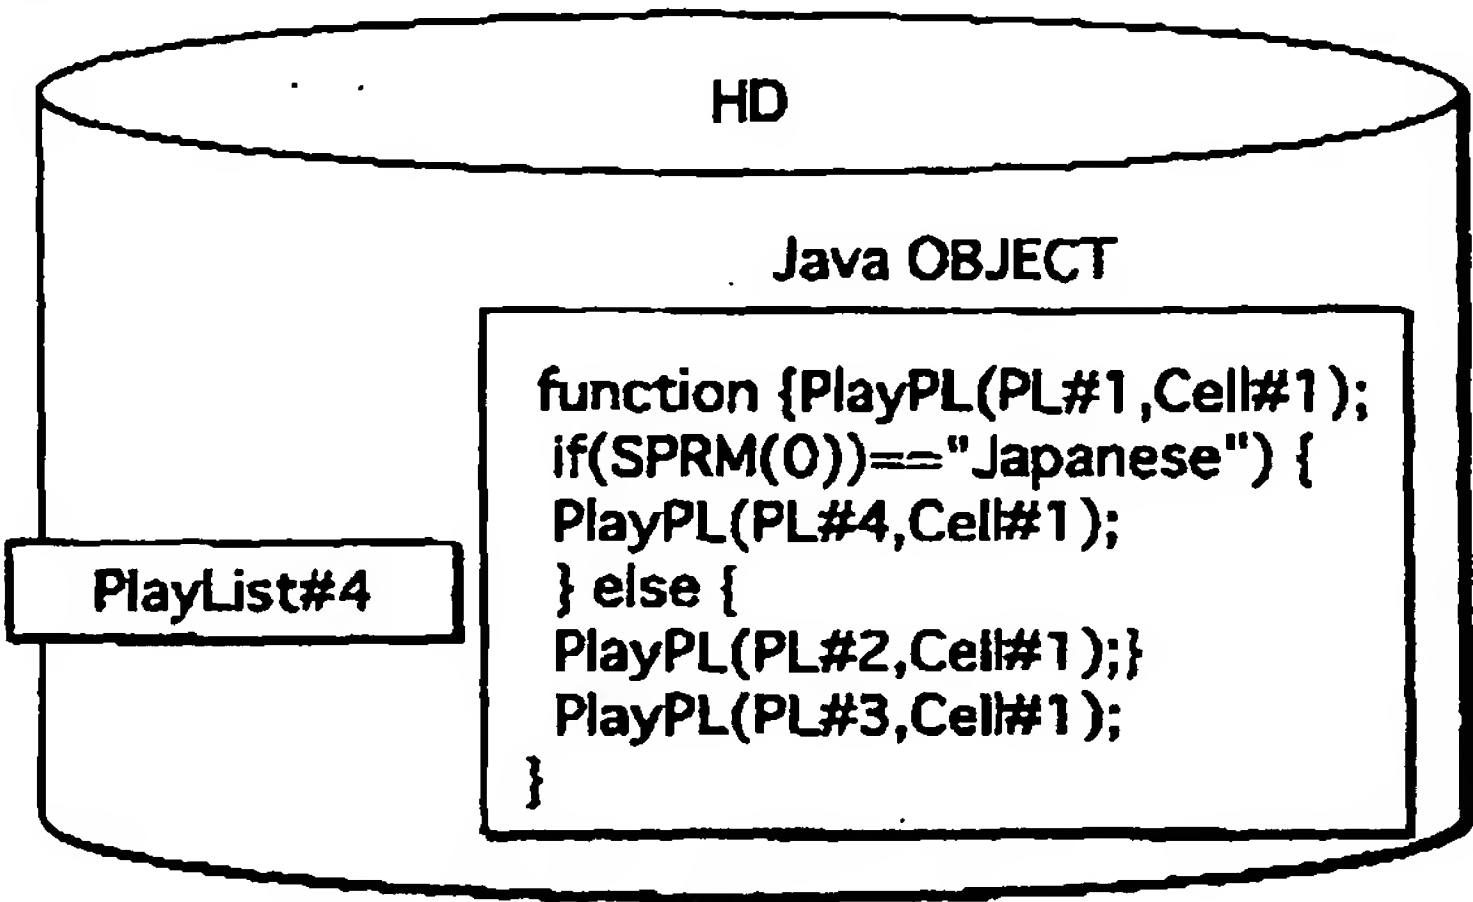 HD
Java OBJECT
function {PlayPL(PL#1,Cell#1);
if(SPRM(0))=="Japanese") {
PlayPL(PL#4,Cell#1);
} else {
PlayPL(PL#2,Cell#1);}
PlayPL(PL#3,Cell#1);
}
PlayList#4